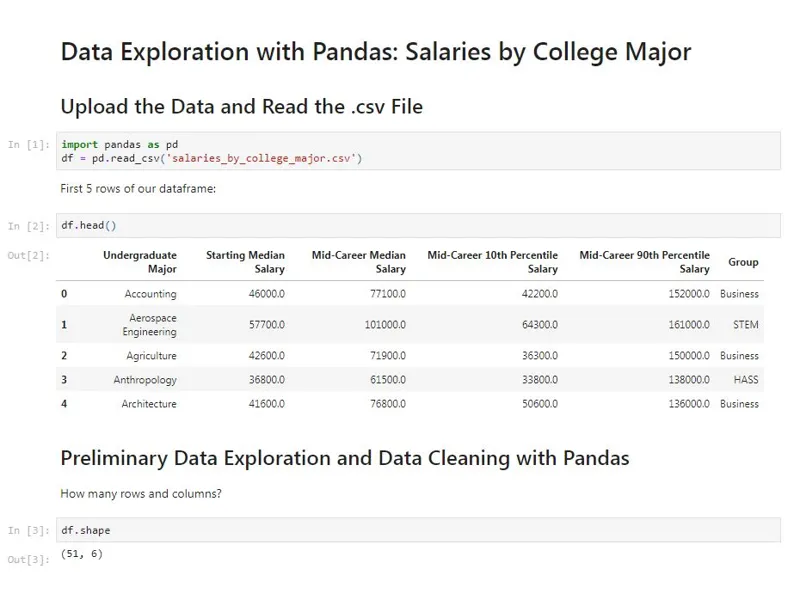 Data Exploration with Pandas: Salaries by College Major
Upload the Data and Read the .csv File
In [1]: import pandas as pd
df = pd.read_csv('salaries_by_college_major.csv')
First 5 rows of our dataframe:
In [2]: df.head()
Out[2]: Undergraduate Major Starting Median Salary Mid-Career Median Salary Mid-Career 10th Percentile Salary Mid-Career 90th Percentile Salary Group
0 Accounting 46000.0 77100.0 42200.0 152000.0 Business
1 Aerospace Engineering 57700.0 101000.0 64300.0 161000.0 STEM
2 Agriculture 42600.0 71900.0 36300.0 150000.0 Business
3 Anthropology 36800.0 61500.0 33800.0 138000.0 HASS
4 Architecture 41600.0 76800.0 50600.0 136000.0 Business
Preliminary Data Exploration and Data Cleaning with Pandas
How many rows and columns?
In [3]: df.shape
Out[3]: (51, 6)